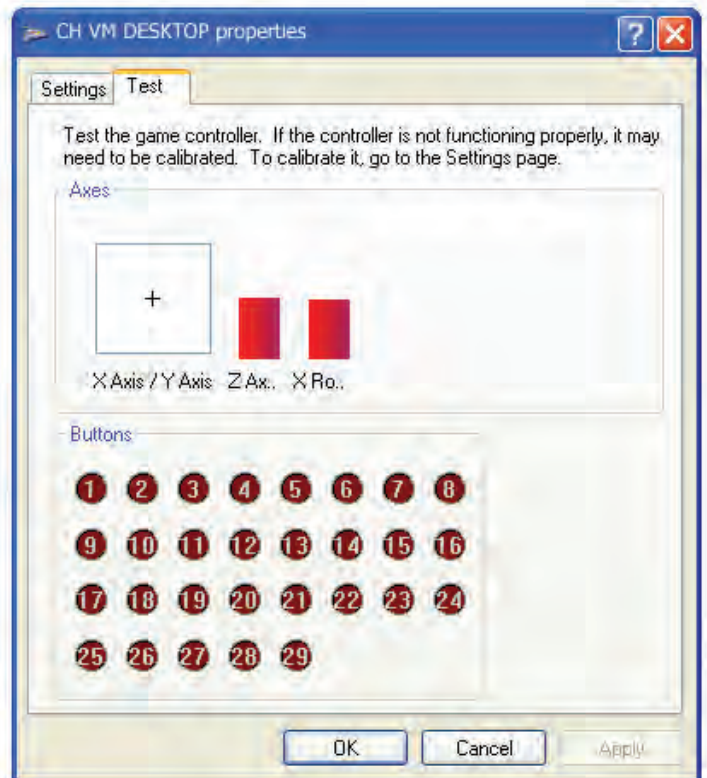 CH VM DESKTOP properties
Settings Test
Test the game controller. If the controller is not functioning properly, it may
need to be calibrated. To calibrate it, go to the Settings page.
Axes
X Axis / Y Axis Z Ax.. X Ro..
Buttons
1 2 3 4 5 6 7 8
9 10 11 12 13 14 15 16
17 18 19 20 21 22 23 24
25 26 27 28 29
OK Cancel Apply